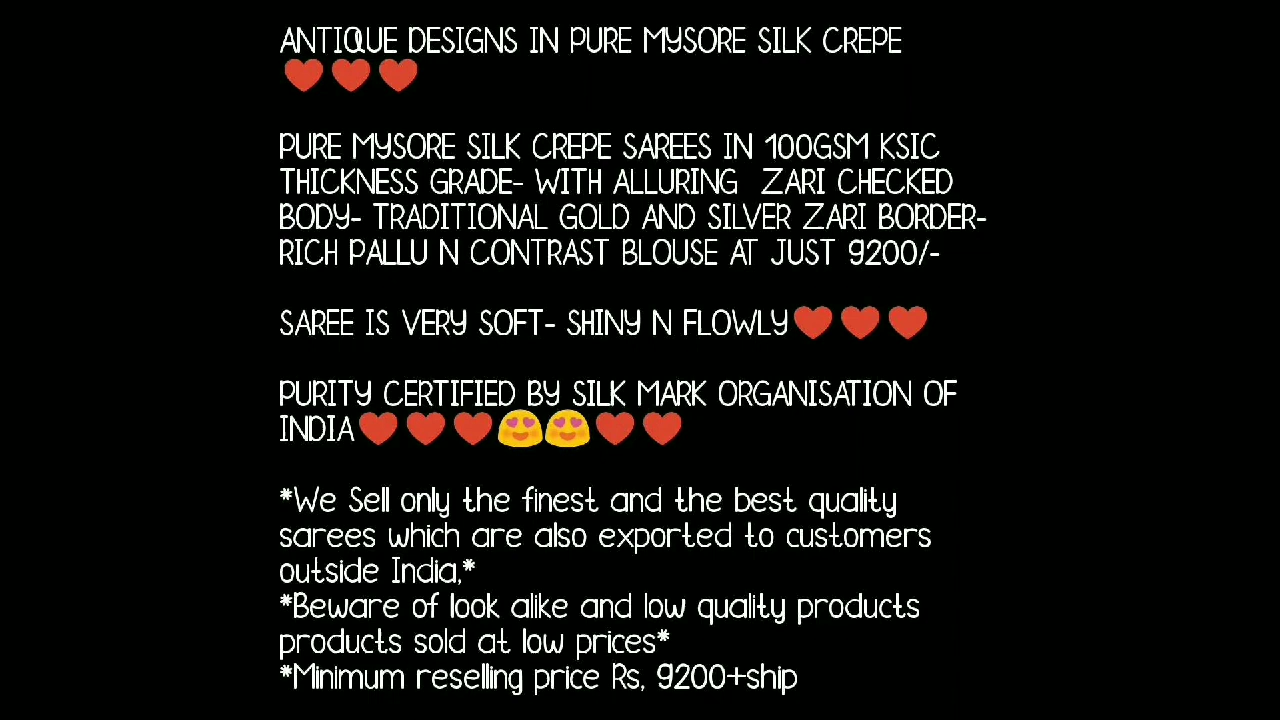 ANTIQUE DESIGNS IN PURE MYSORE SILK CREPE
❤️❤️❤️
PURE MYSORE SILK CREPE SAREES IN 100GSM KSIC
THICKNESS GRADE- WITH ALLURING  ZARI CHECKED
BODY- TRADITIONAL GOLD AND SILVER ZARI BORDER-
RICH PALLU N CONTRAST BLOUSE AT JUST 9200/-
SAREE IS VERY SOFT- SHINY N FLOWLY❤️❤️❤️
PURITY CERTIFIED BY SILK MARK ORGANISATION OF
INDIA❤️❤️❤️😍😍❤️❤️
*We Sell only the finest and the best quality
sarees which are also exported to customers
outside India,*
*Beware of look alike and low quality products
products sold at low prices*
*Minimum reselling price Rs, 9200+ship